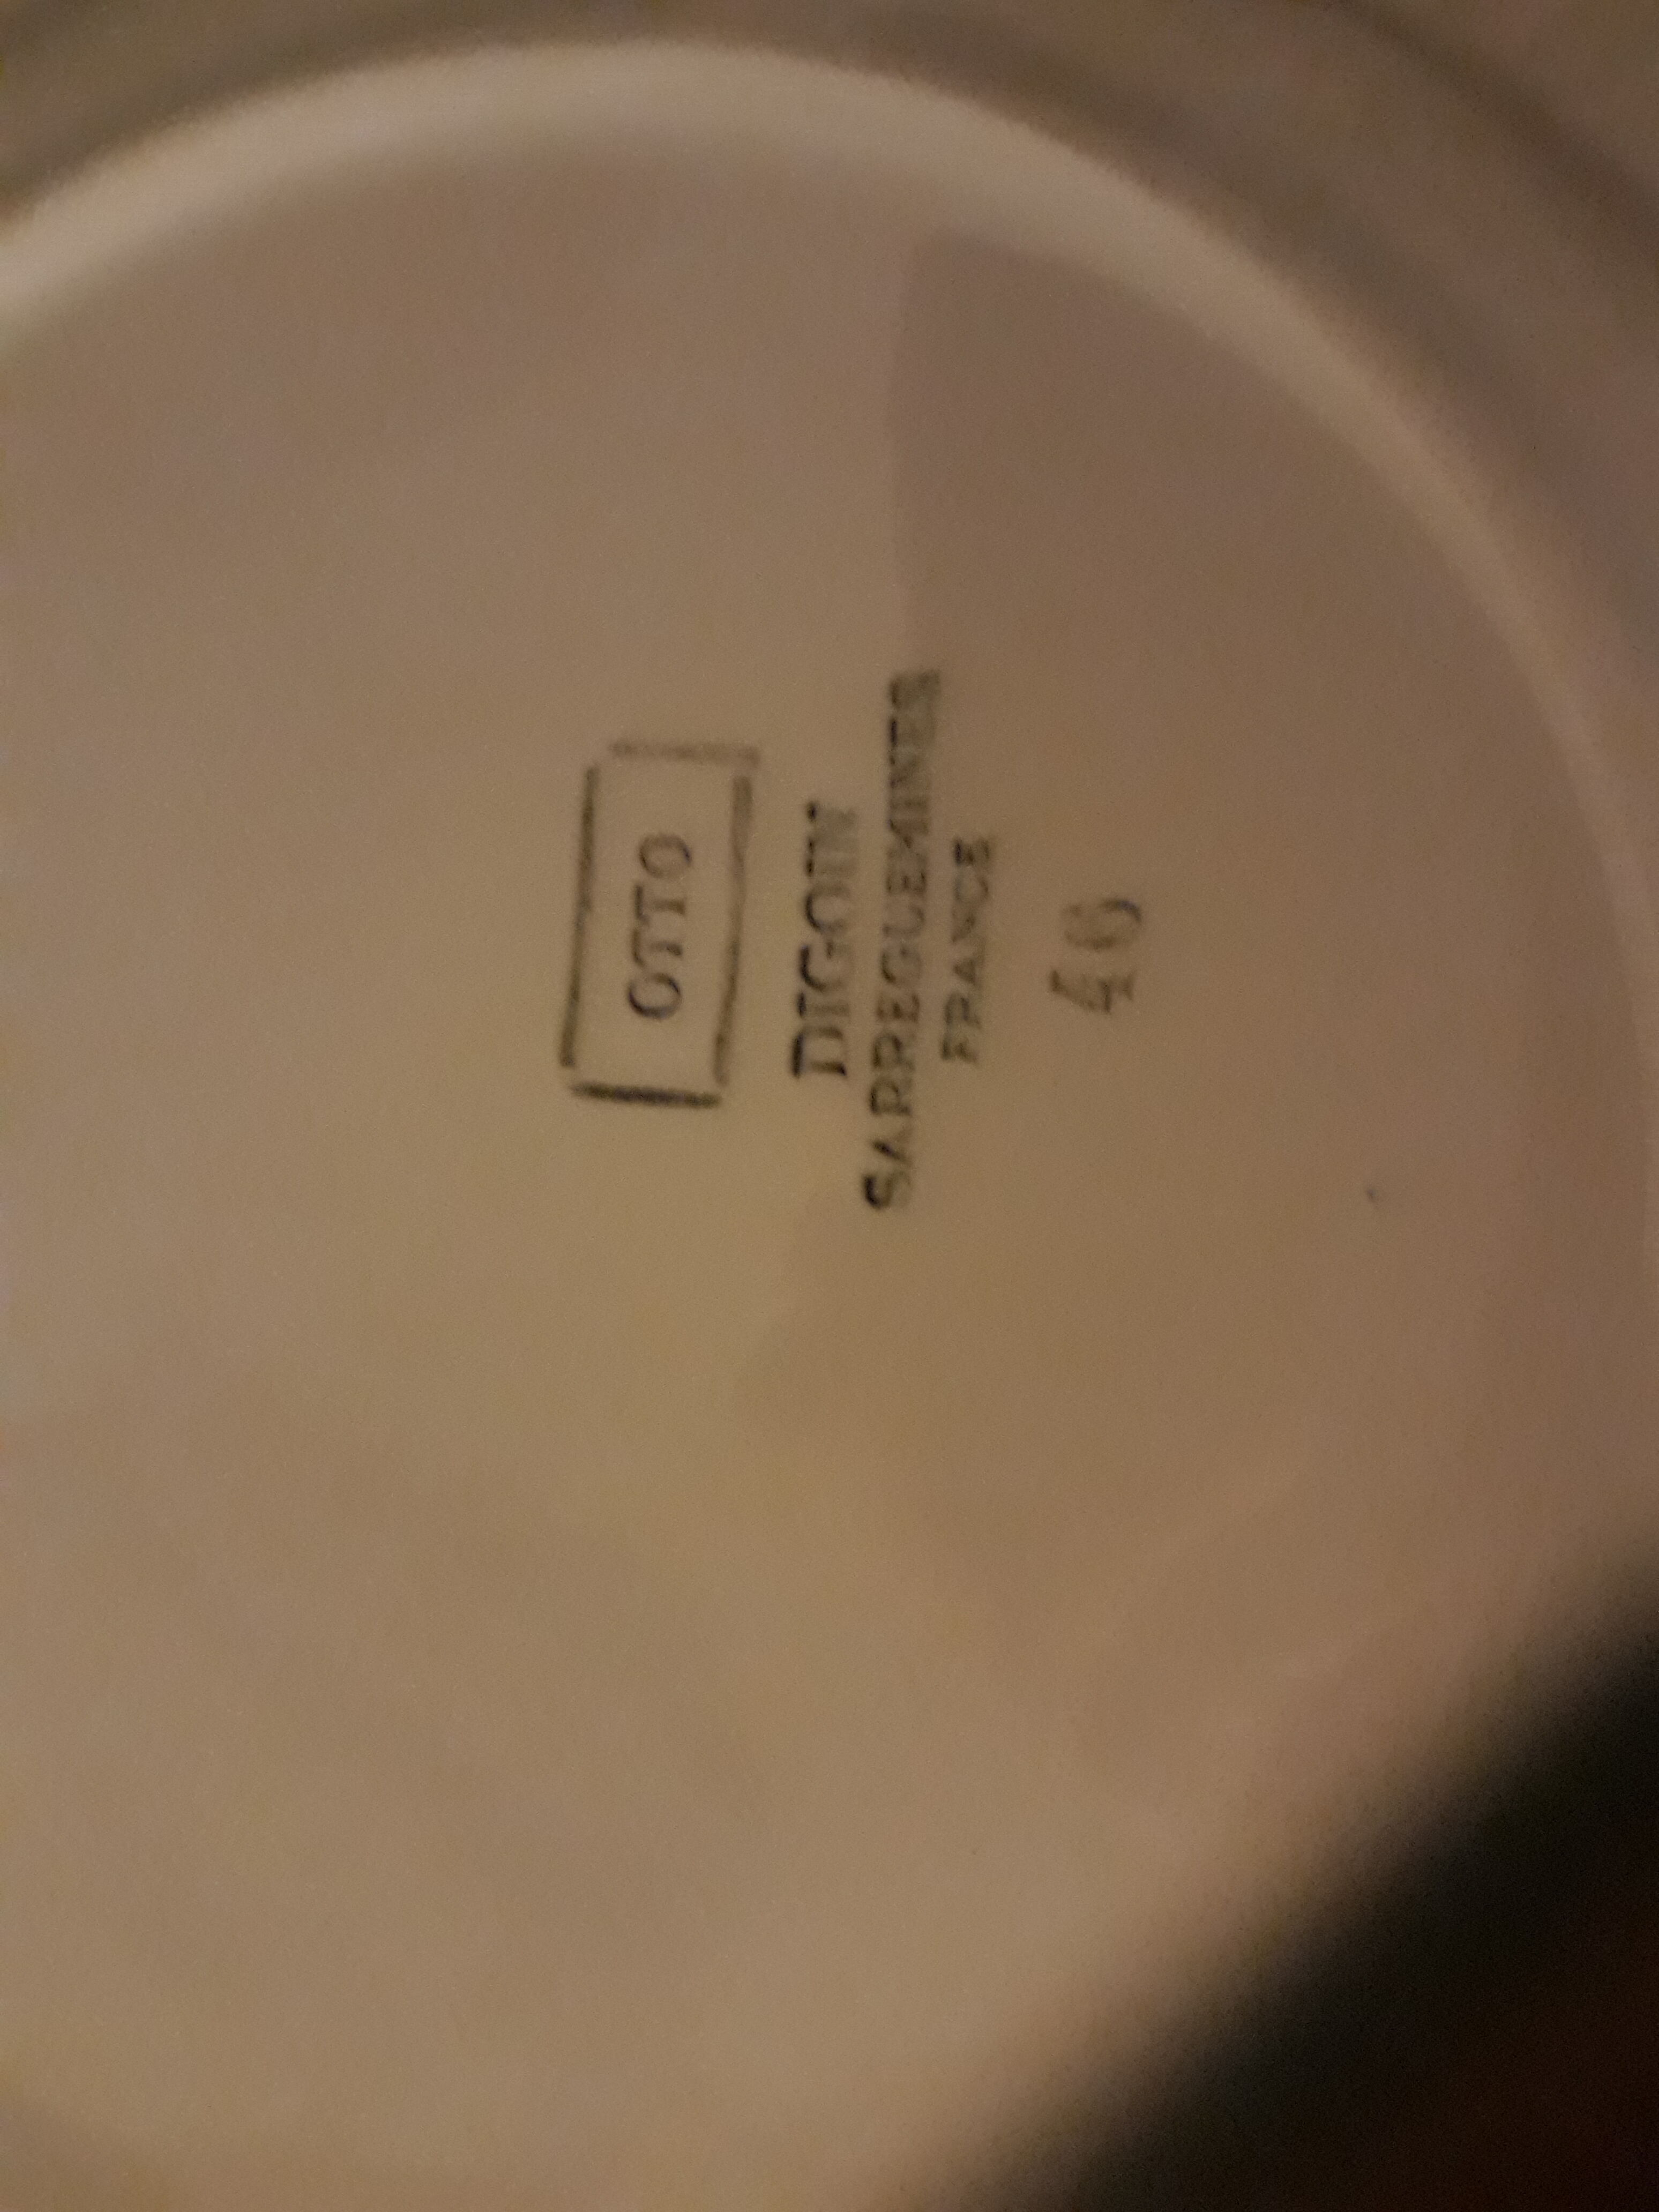 OTTO
DIGOIN
SARREGUEMINES
FRANCE
46